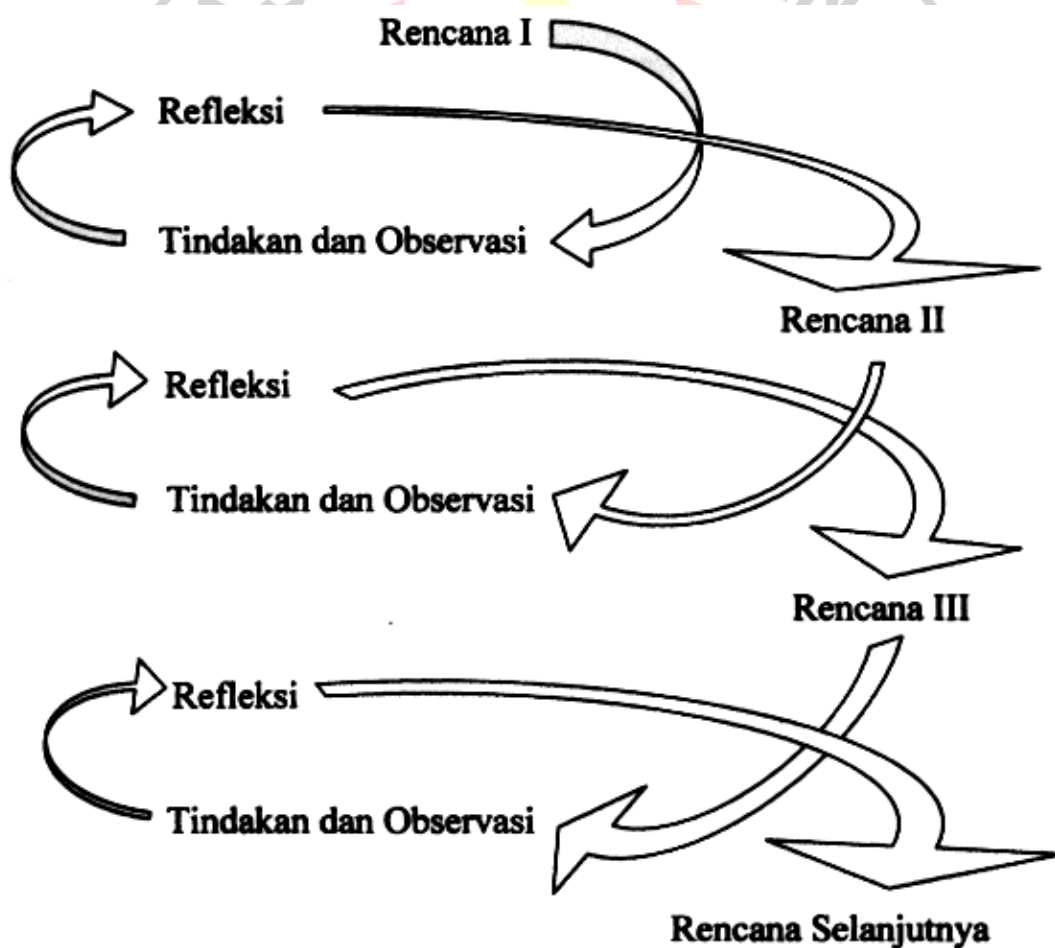 Rencana I
Refleksi
Tindakan dan Observasi
Rencana II
Refleksi
Tindakan dan Observasi
Rencana III
Refleksi
Tindakan dan Observasi
Rencana Selanjutnya